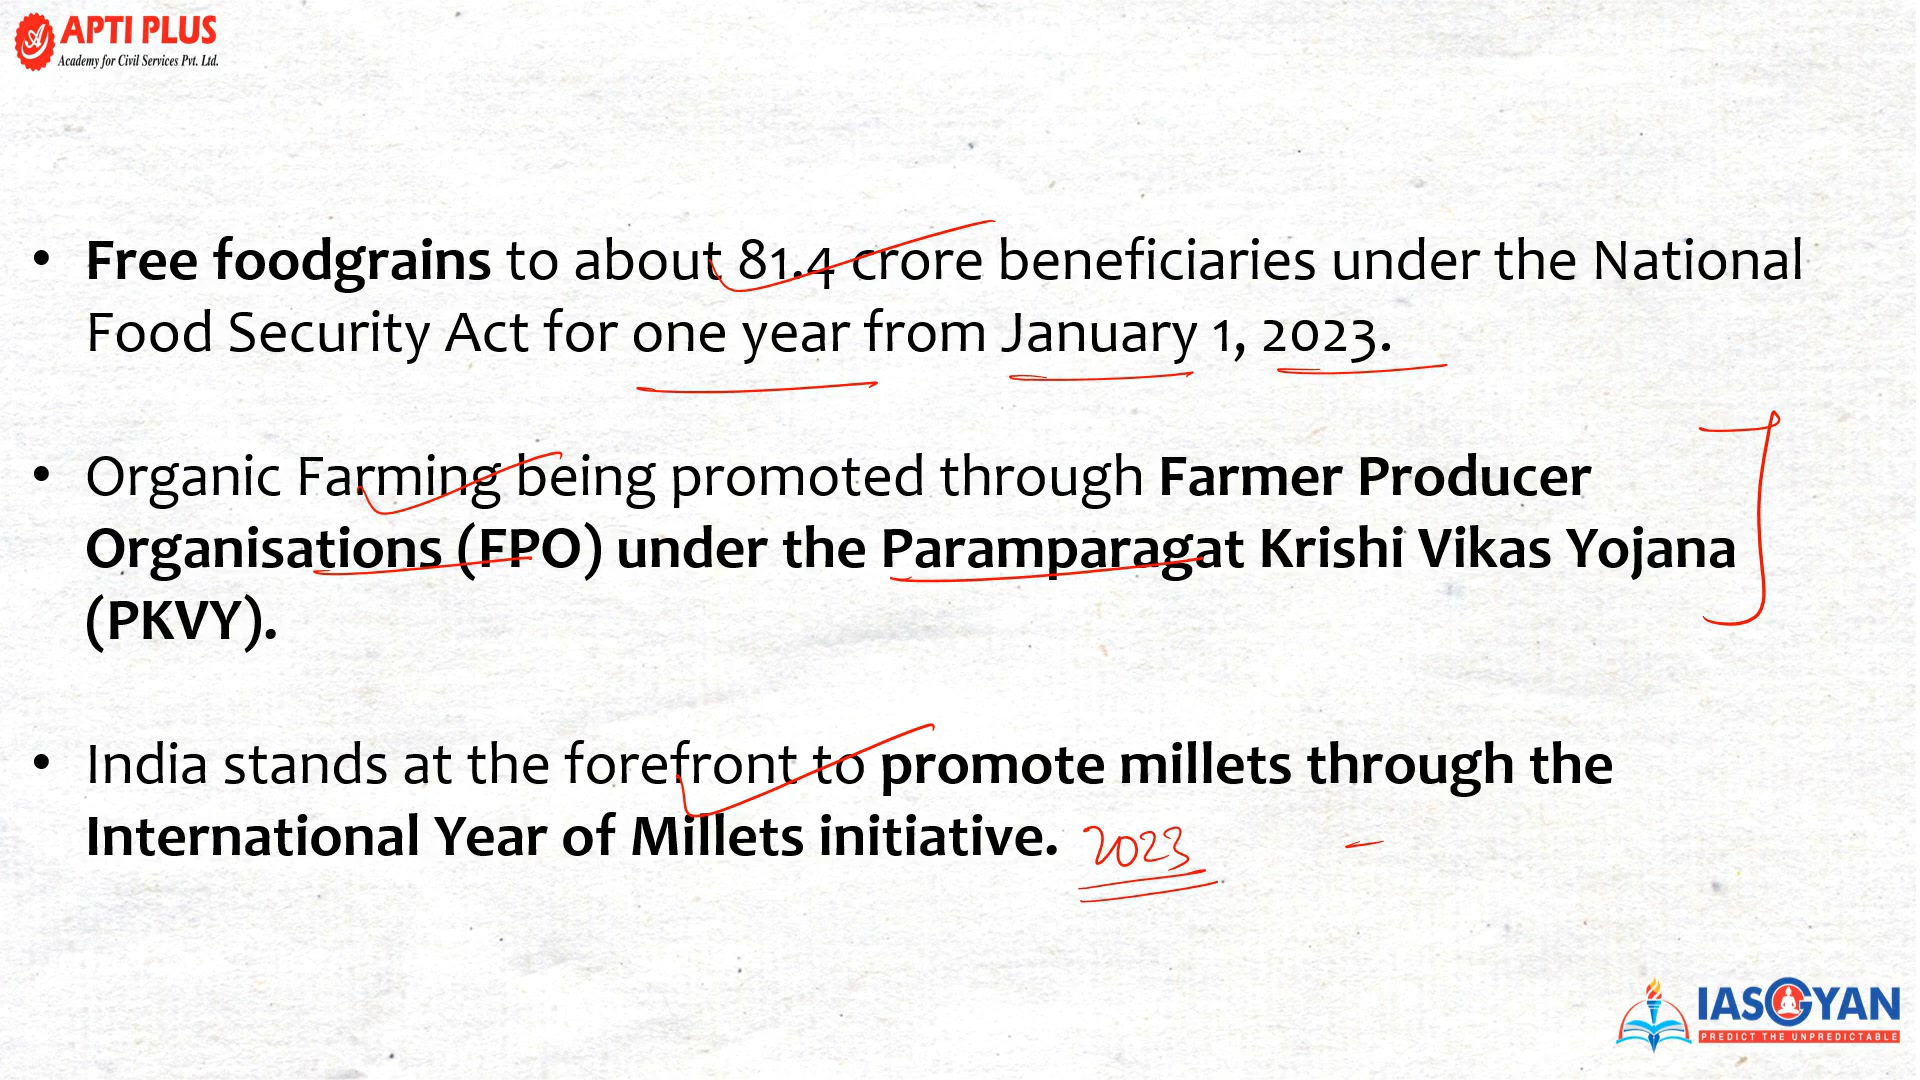 APTI PLUS
Academy for Civil Services Pvt. Ltd.
• Free foodgrains to about 81.4 crore beneficiaries under the National
Food Security Act for one year from January 1, 2023.
• Organic Farming being promoted through Farmer Producer
Organisations (FPO) under the Paramparagat Krishi Vikas Yojana
(PKVY).
• India stands at the forefront to promote millets through the
International Year of Millets initiative. 2023
IASGYAN
PREDICT THE UNPREDICTABLE